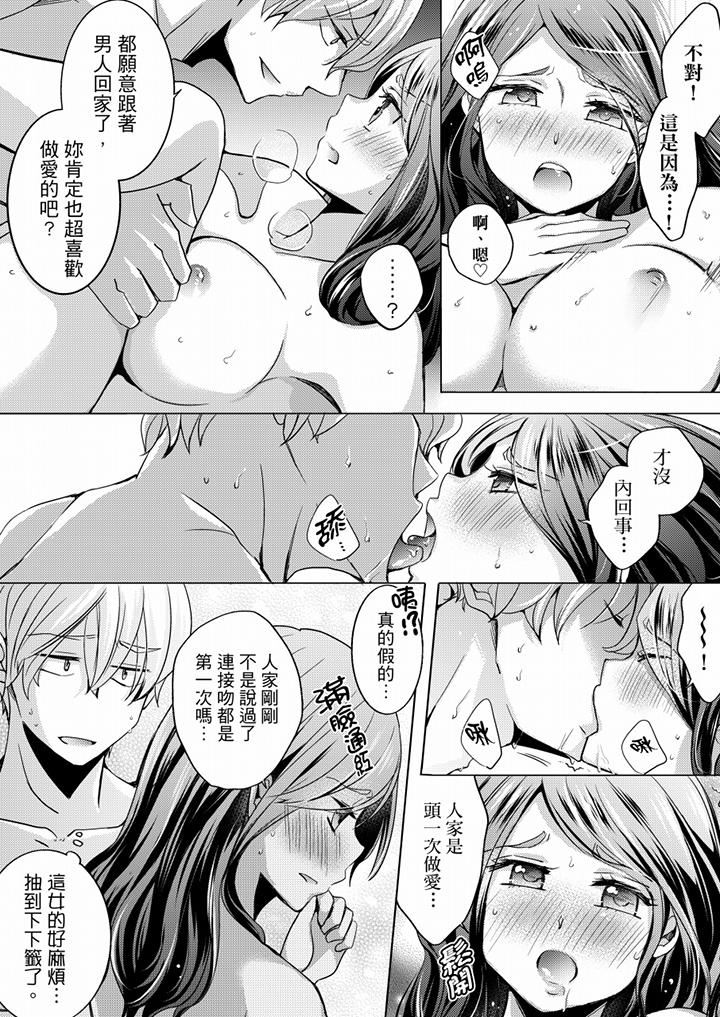 不對！
這是因為…！
啊嗚
啊、嗯♡
都願意跟著
男人回家了，
妳肯定也超喜歡
做愛的吧？
……？
才沒
內回事…
舔…
～～！
啾
啾
人家是
頭一次做愛…
鬆開
咦!?
真的假的…
人家剛剛
不是說過了
連接吻都是
第一次嗎…
滿臉通紅
這女的好麻煩…
抽到下下籤了。